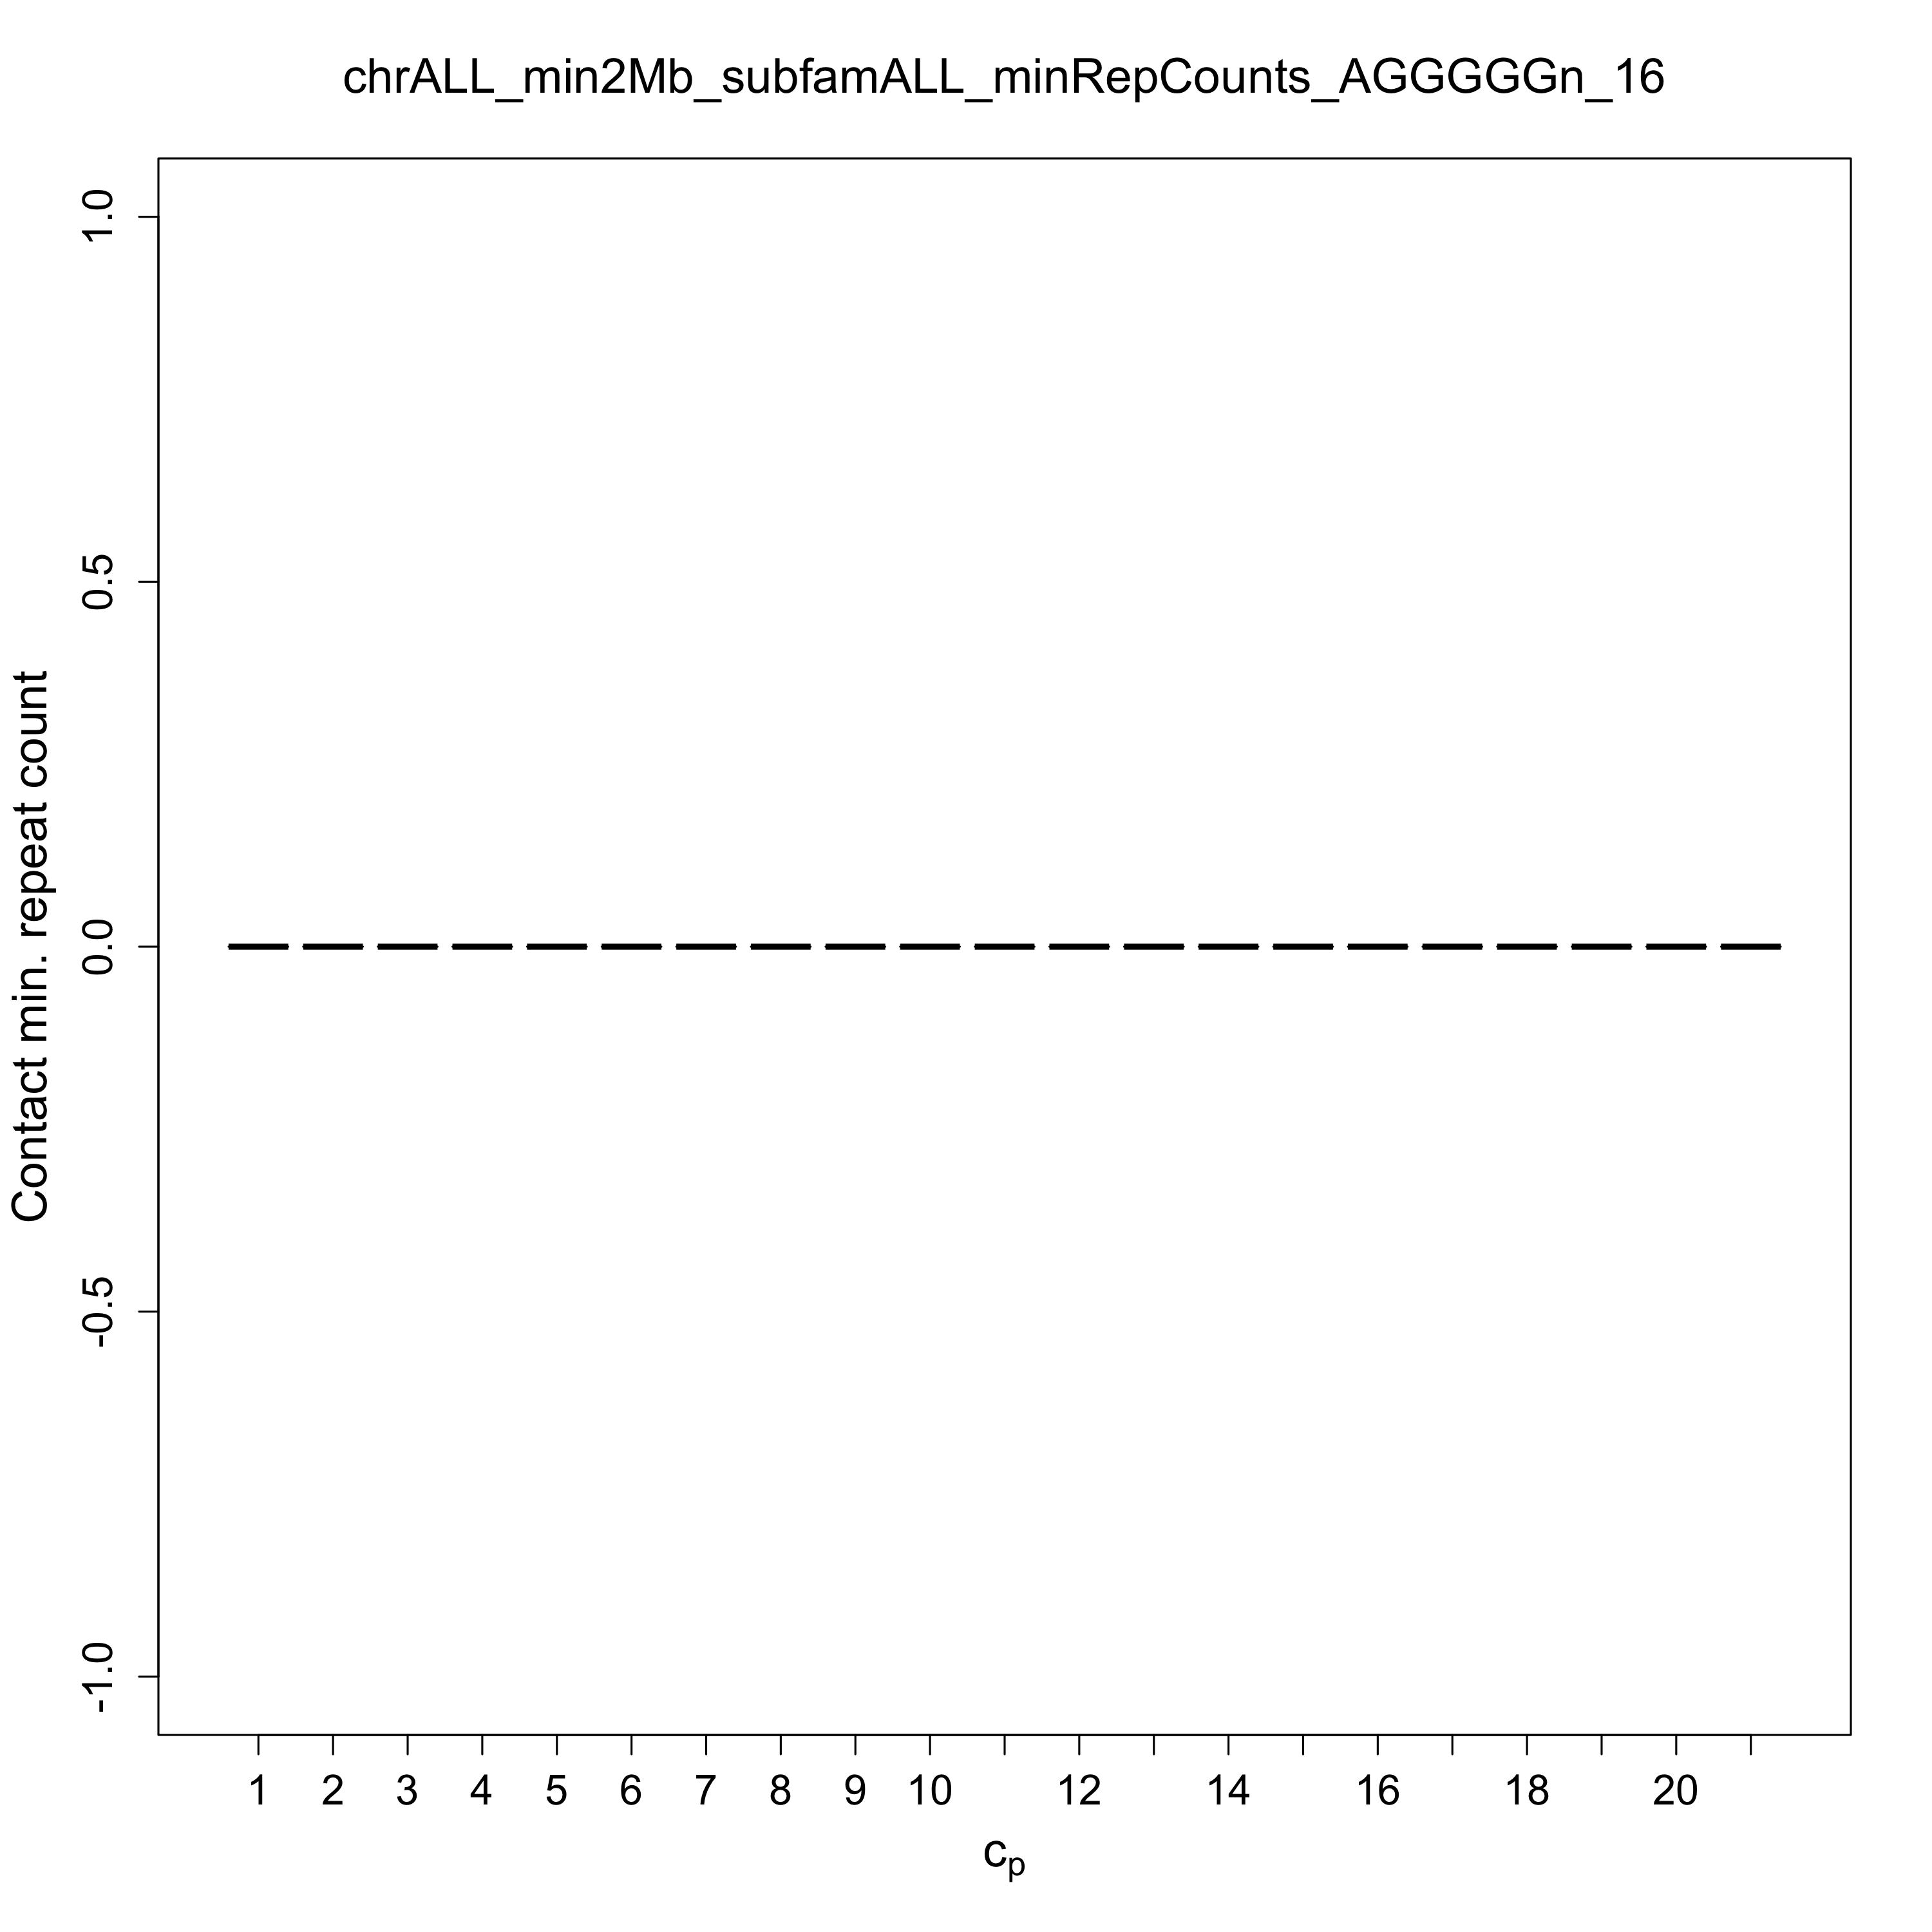 chrALL_min2Mb_subfamALL_minRepCounts_AGGGGGn_16
Contact min. repeat count
1.0
0.5
0.0
-0.5
-1.0
1 2 3 4 5 6 7 8 9 10 12 14 16 18 20
cp